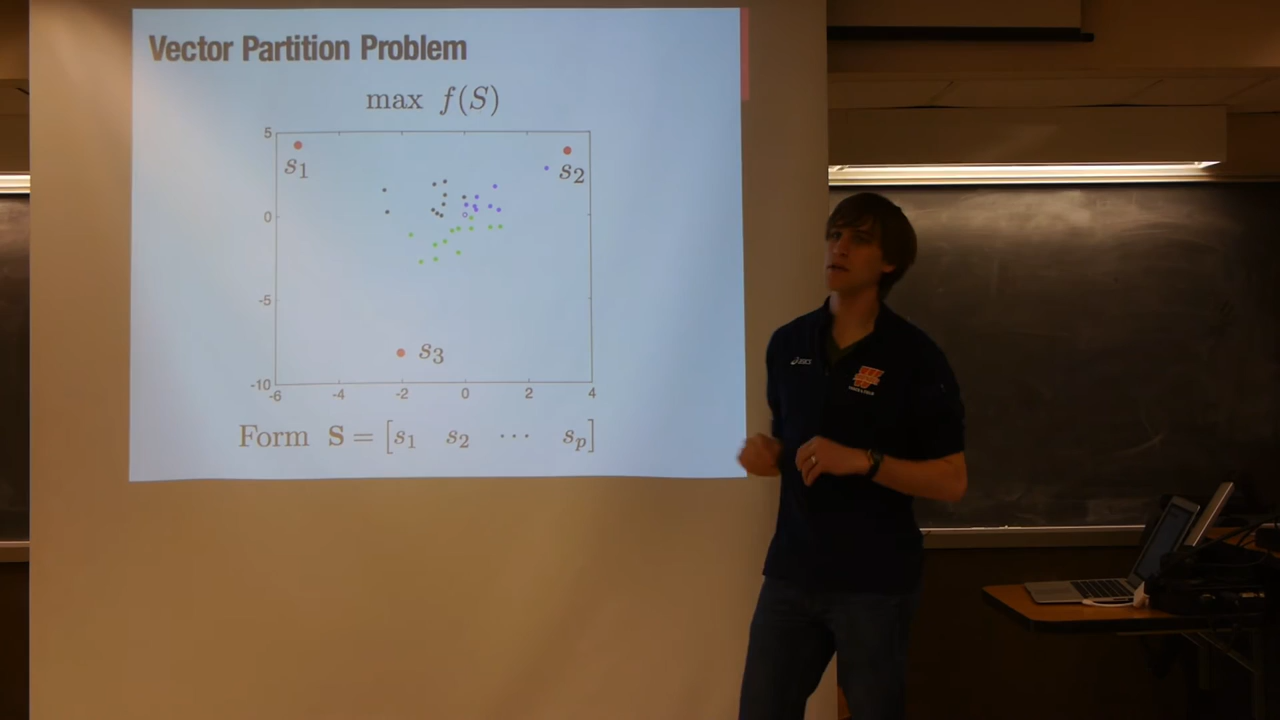 Vector Partition Problem
max f(S)
5
s₁
s₂
0
-5
s₃
-10
-6 -4 -2 0 2 4
Form S = [s₁ s₂ ⋯ sₚ]
asics